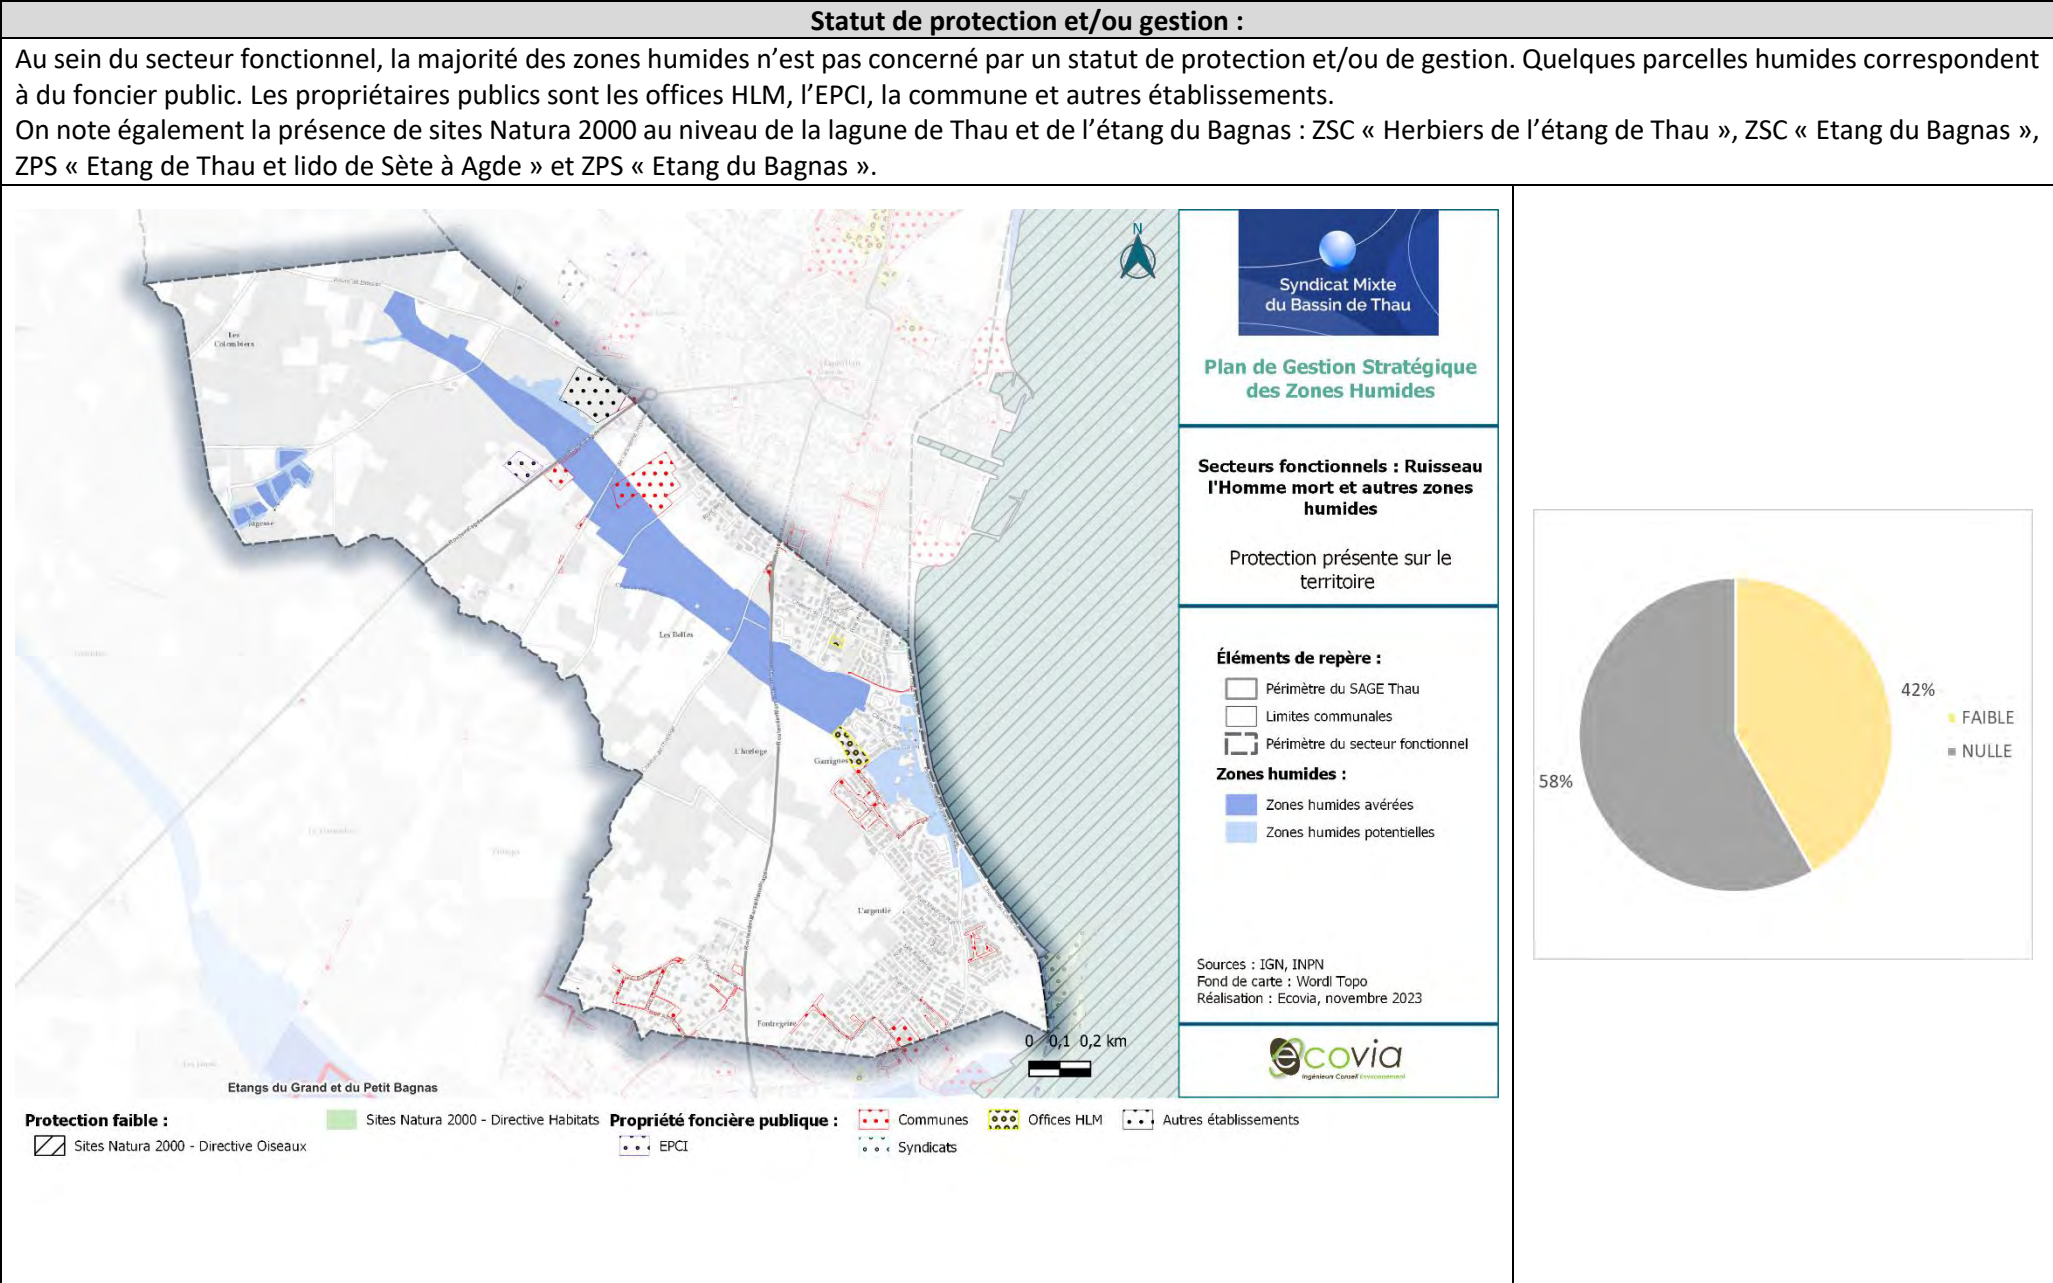 Statut de protection et/ou gestion :
Au sein du secteur fonctionnel, la majorité des zones humides n’est pas concerné par un statut de protection et/ou de gestion. Quelques parcelles humides correspondent
à du foncier public. Les propriétaires publics sont les offices HLM, l’EPCI, la commune et autres établissements.
On note également la présence de sites Natura 2000 au niveau de la lagune de Thau et de l’étang du Bagnas : ZSC « Herbiers de l’étang de Thau », ZSC « Etang du Bagnas »,
ZPS « Etang de Thau et lido de Sète à Agde » et ZPS « Etang du Bagnas ».
N
Les
Colombiers
Les Belles
L'horloge
Garrigues
L'argentié
Fontregeire
Etangs du Grand et du Petit Bagnas
0 0,1 0,2 km
Syndicat Mixte
du Bassin de Thau
Plan de Gestion Stratégique
des Zones Humides
Secteurs fonctionnels : Ruisseau
l'Homme mort et autres zones
humides
Protection présente sur le
territoire
Éléments de repère :
Périmètre du SAGE Thau
Limites communales
Périmètre du secteur fonctionnel
Zones humides :
Zones humides avérées
Zones humides potentielles
Sources : IGN, INPN
Fond de carte : Wordl Topo
Réalisation : Ecovia, novembre 2023
ecovia
Ingénieurs Conseil Environnement
Protection faible :
Sites Natura 2000 - Directive Oiseaux
Sites Natura 2000 - Directive Habitats
Propriété foncière publique :
EPCI
Communes
Syndicats
Offices HLM
Autres établissements
42%
58%
FAIBLE
NULLE